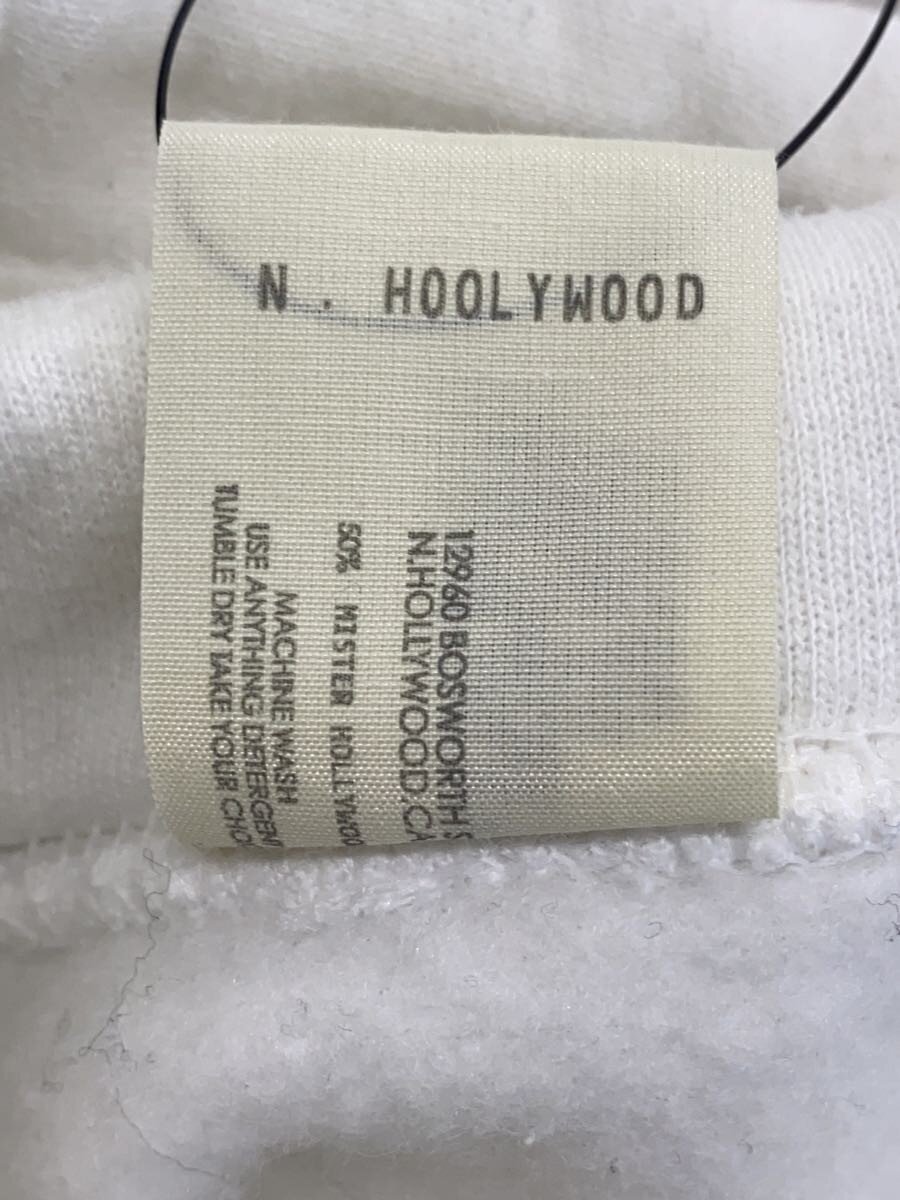 N. HOOLYWOOD
12960 BOSWORTH S
N.HOLLYWOOD.CA
50% MISTER HOLLYWOO
MACHINE WASH
USE ANYTHING DETERGEN
TUMBLE DRY TAKE YOUR CHO